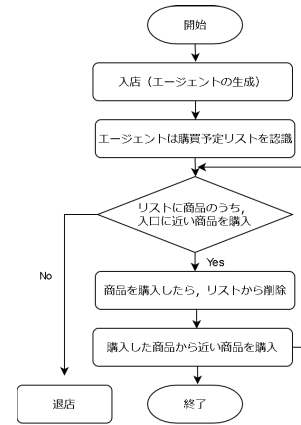 開始
入店（エージェントの生成）
エージェントは購買予定リストを認識
リストに商品のうち,
入口に近い商品を購入
No
Yes
商品を購入したら，リストから削除
購入した商品から近い商品を購入
退店
終了